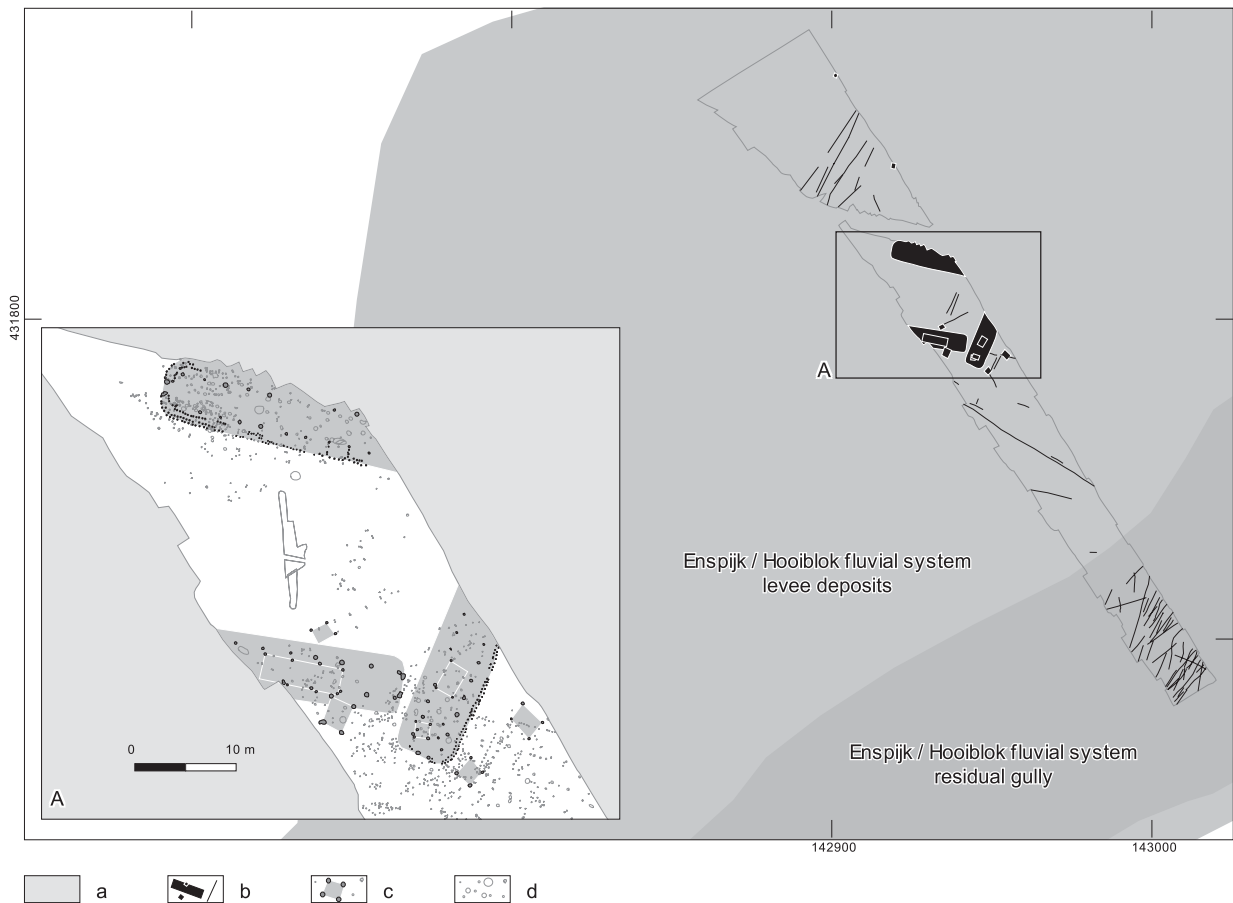 431800
A
Enspijk / Hooiblok fluvial system
levee deposits
Enspijk / Hooiblok fluvial system
residual gully
0 10 m
A
142900 143000
a b c d